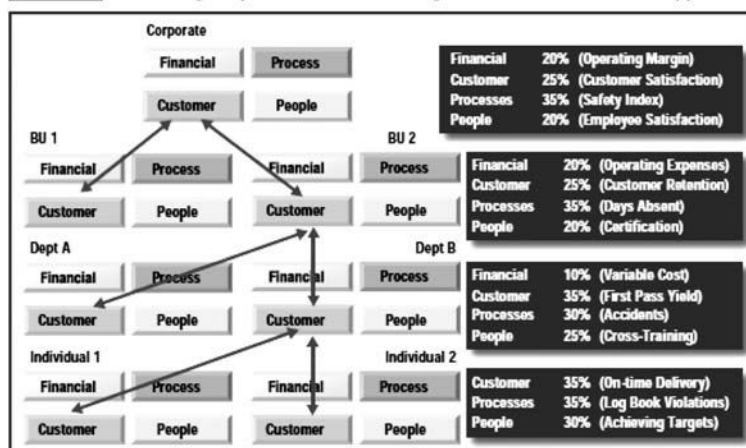 Corporate
Financial Process
Customer People
Financial 20% (Operating Margin)
Customer 25% (Customer Satisfaction)
Processes 35% (Safety Index)
People 20% (Employee Satisfaction)
BU 1 BU 2
Financial Process Financial Process
Customer People Customer People
Financial 20% (Operating Expenses)
Customer 25% (Customer Retention)
Processes 35% (Days Absent)
People 20% (Certification)
Dept A Dept B
Financial Process Financial Process
Customer People Customer People
Financial 10% (Variable Cost)
Customer 35% (First Pass Yield)
Processes 30% (Accidents)
People 25% (Cross-Training)
Individual 1 Individual 2
Financial Process Financial Process
Customer People Customer People
Customer 35% (On-time Delivery)
Processes 35% (Log Book Violations)
People 30% (Achieving Targets)